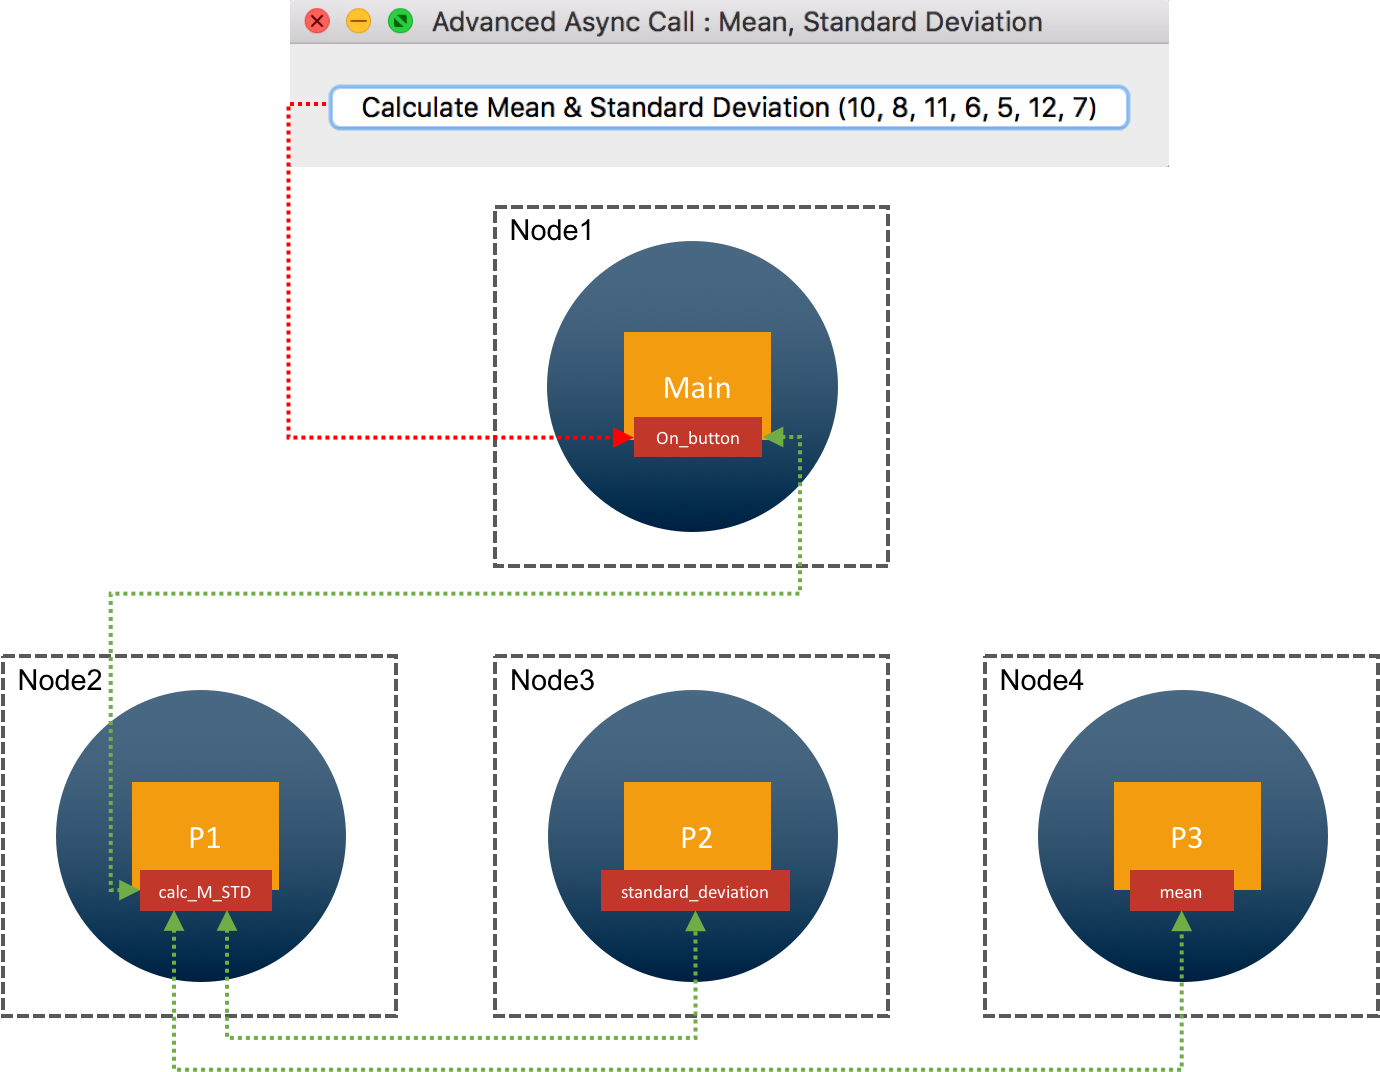 Advanced Async Call : Mean, Standard Deviation
Calculate Mean & Standard Deviation (10, 8, 11, 6, 5, 12, 7)
Node1
Main
On_button
Node2
P1
calc_M_STD
Node3
P2
standard_deviation
Node4
P3
mean